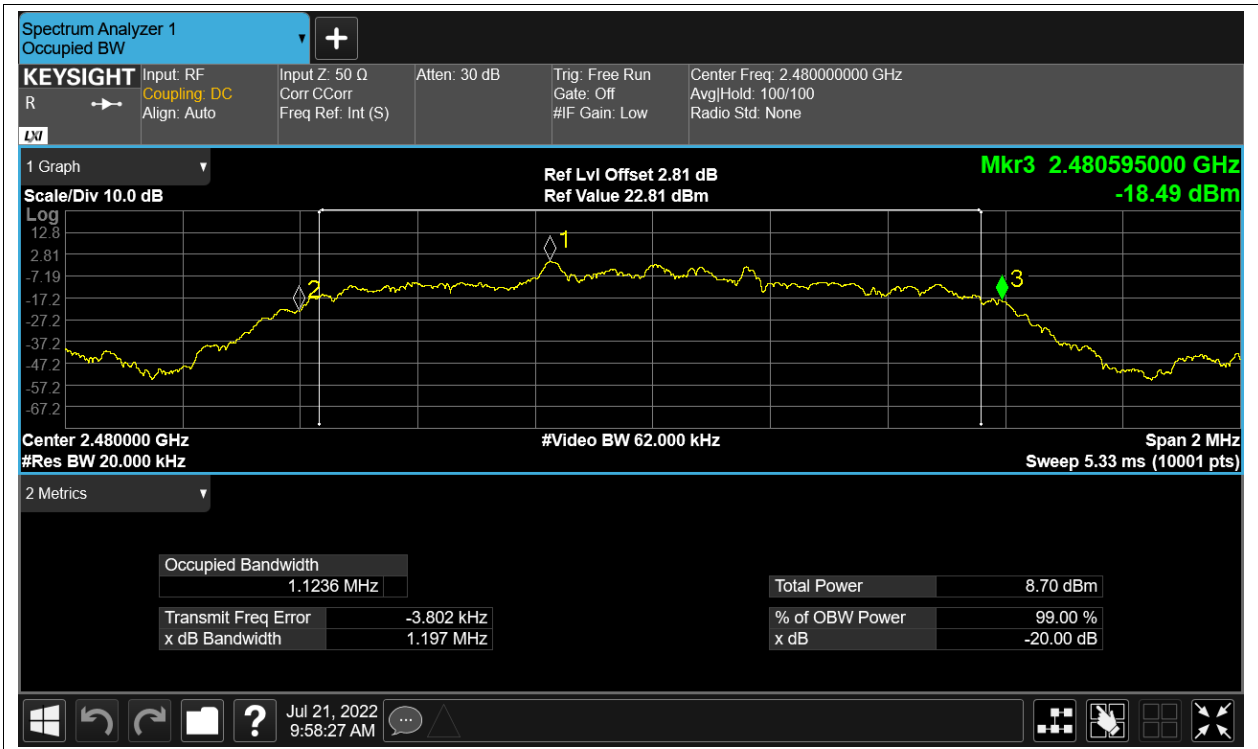 Spectrum Analyzer 1
Occupied BW
KEYSIGHT
R
LXI
Input: RF
Coupling: DC
Align: Auto
Input Z: 50 Ω
Corr CCorr
Freq Ref: Int (S)
Atten: 30 dB
Trig: Free Run
Gate: Off
#IF Gain: Low
Center Freq: 2.480000000 GHz
Avg|Hold: 100/100
Radio Std: None
1 Graph
Scale/Div 10.0 dB
Ref Lvl Offset 2.81 dB
Ref Value 22.81 dBm
Mkr3 2.480595000 GHz
-18.49 dBm
Log
12.8
2.81
-7.19
-17.2
-27.2
-37.2
-47.2
-57.2
-67.2
1
2
3
Center 2.480000 GHz
#Video BW 62.000 kHz
Span 2 MHz
#Res BW 20.000 kHz
Sweep 5.33 ms (10001 pts)
2 Metrics
Occupied Bandwidth
1.1236 MHz
Total Power 8.70 dBm
Transmit Freq Error -3.802 kHz
% of OBW Power 99.00 %
x dB Bandwidth 1.197 MHz
x dB -20.00 dB
?
Jul 21, 2022
9:58:27 AM